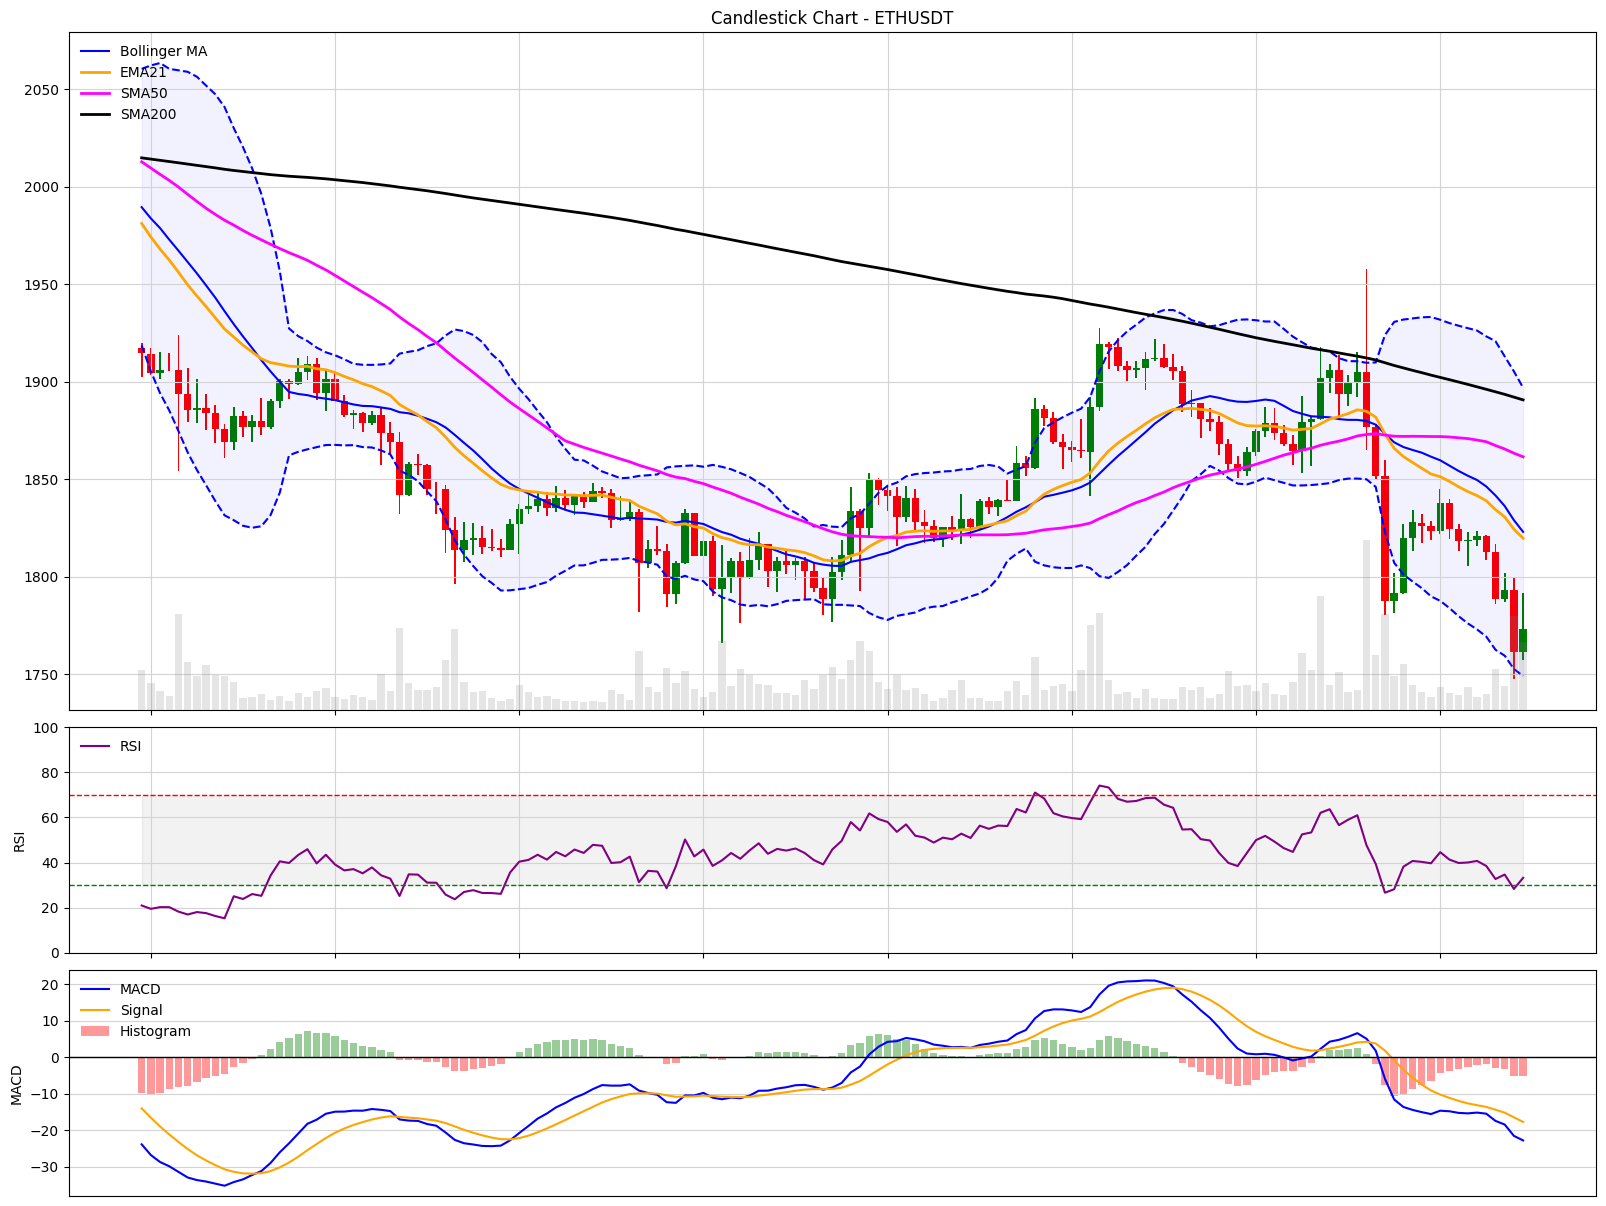 Candlestick Chart - ETHUSDT
Bollinger MA
EMA21
SMA50
SMA200
2050
2000
1950
1900
1850
1800
1750
RSI
100
80
60
40
20
0
RSI
MACD
Signal
Histogram
20
10
0
−10
−20
−30
MACD